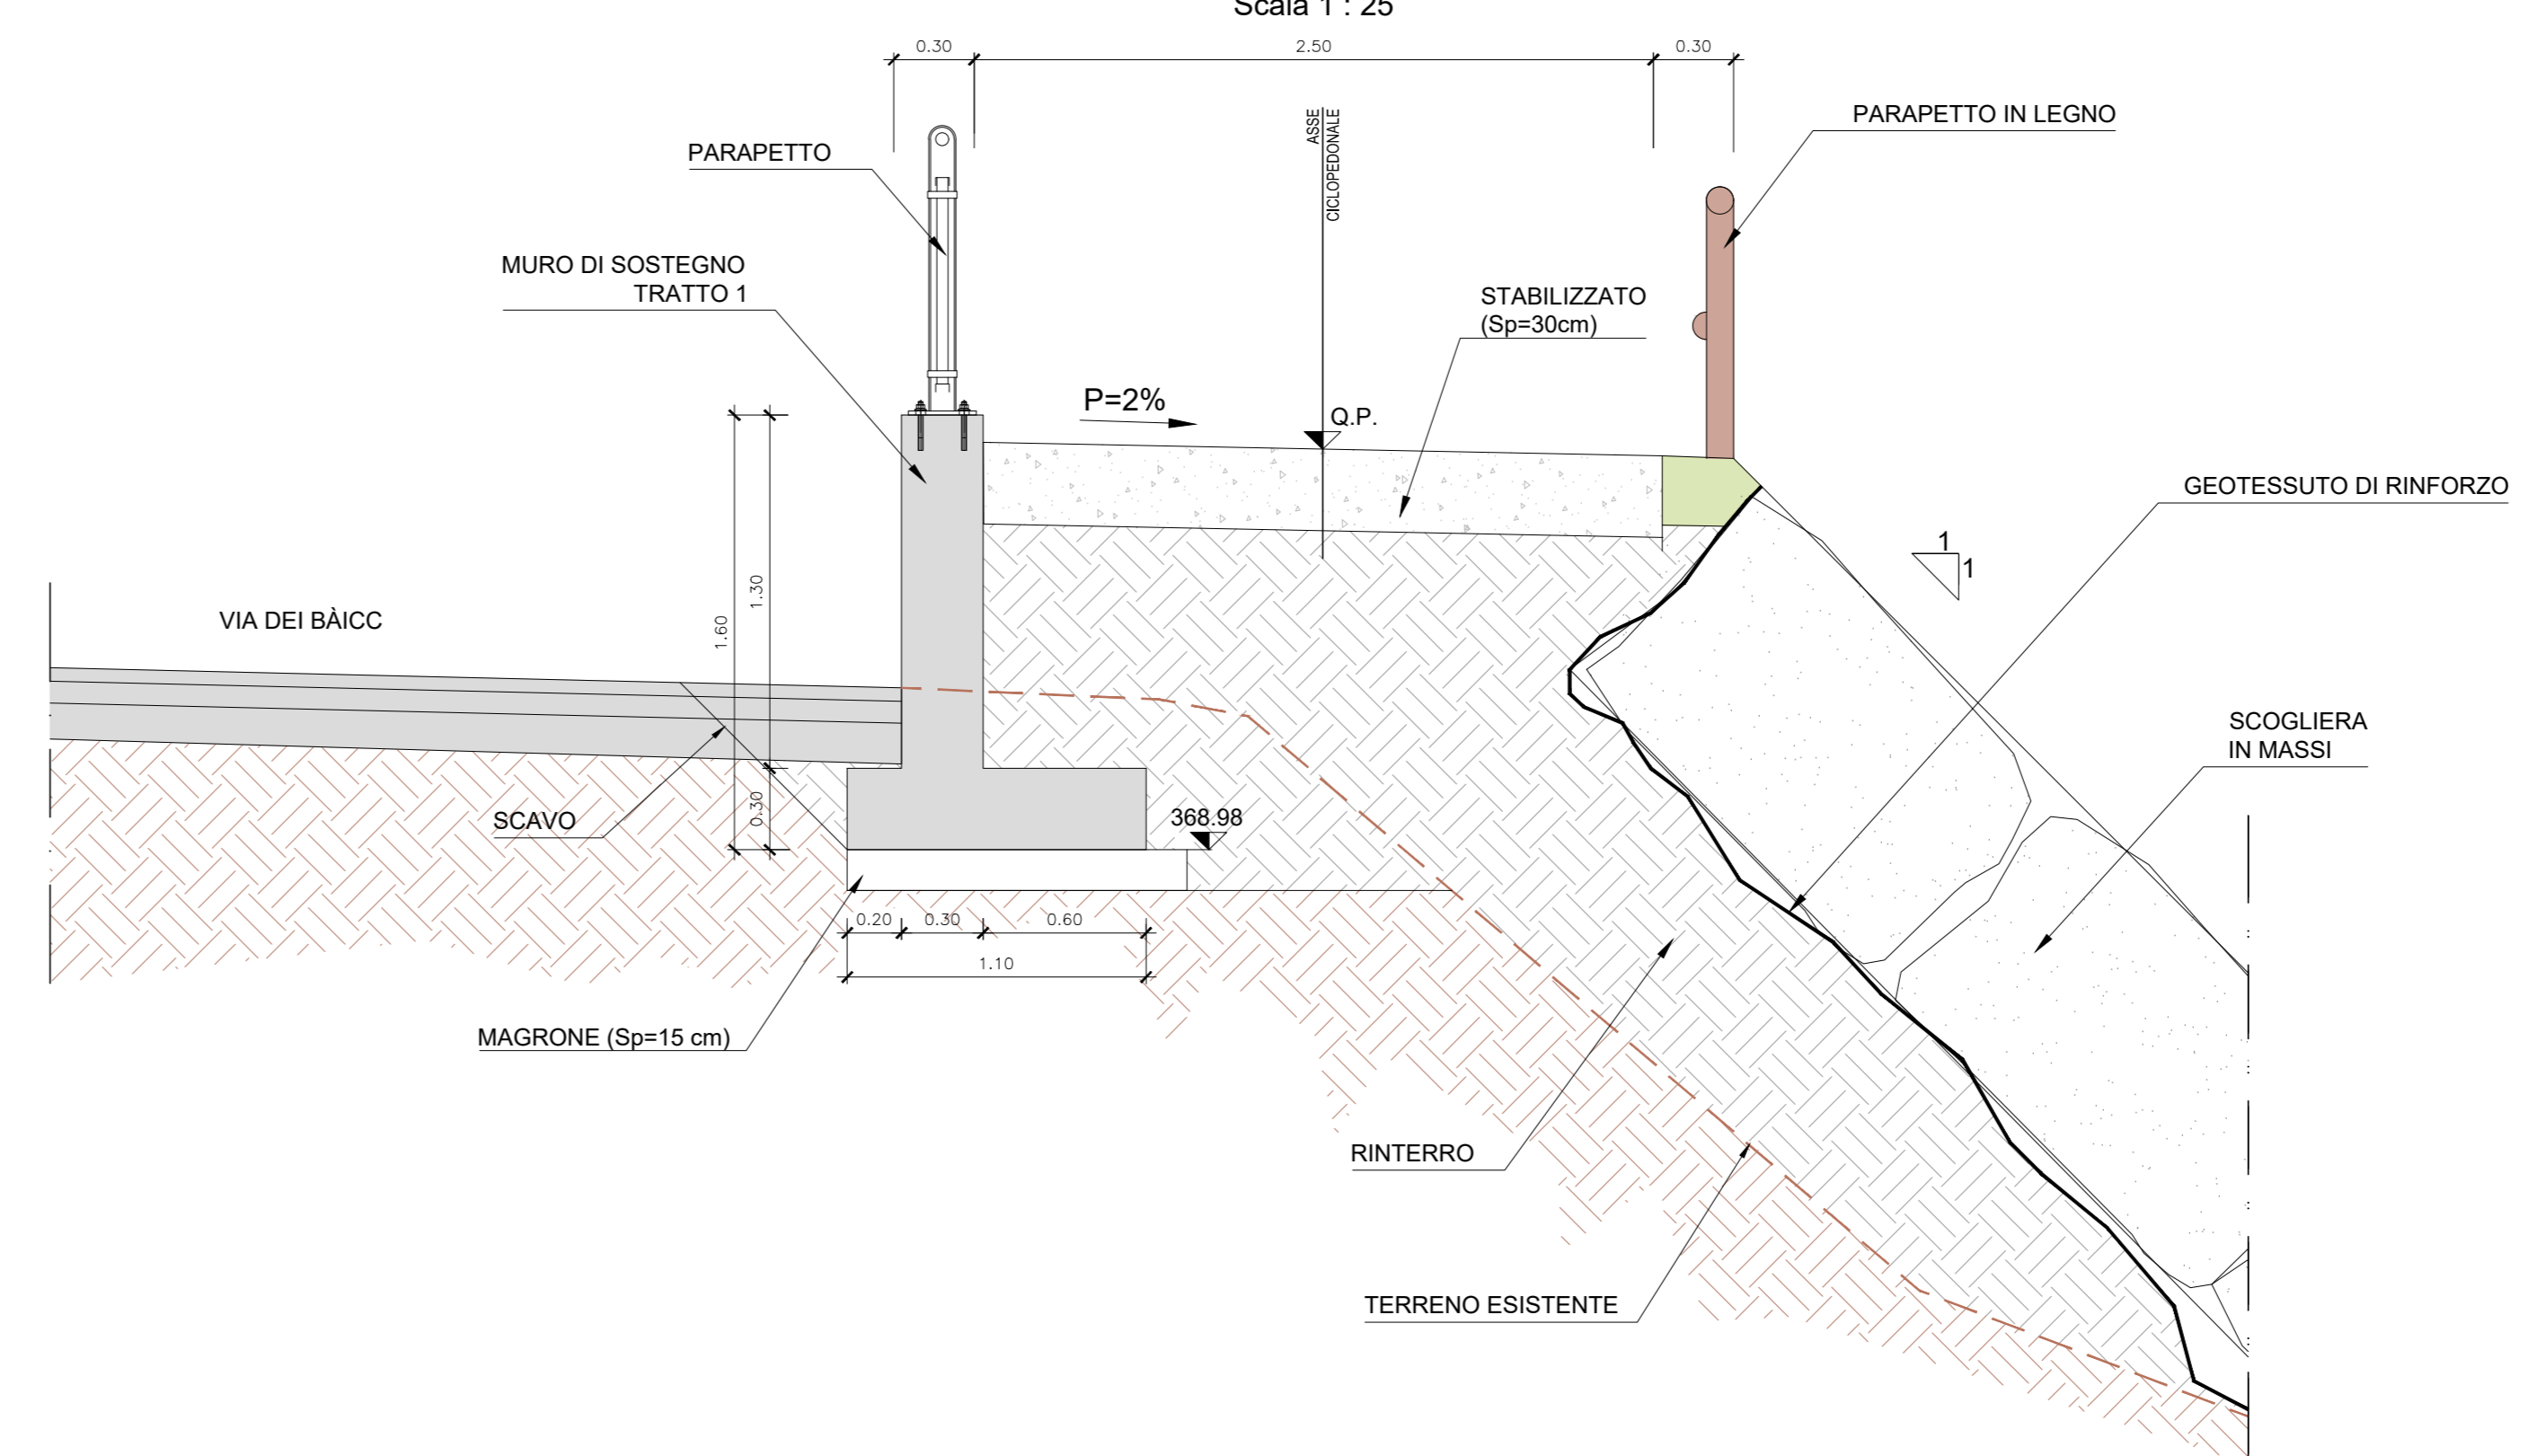 Scala 1 : 25
0.30
2.50
0.30
ASSE
CICLOPEDONALE
PARAPETTO IN LEGNO
PARAPETTO
MURO DI SOSTEGNO
TRATTO 1
STABILIZZATO
(Sp=30cm)
P=2%
Q.P.
GEOTESSUTO DI RINFORZO
1
1
1.30
1.60
VIA DEI BÀICC
SCOGLIERA
IN MASSI
0.30
SCAVO
368.98
0.20
0.30
0.60
1.10
MAGRONE (Sp=15 cm)
RINTERRO
TERRENO ESISTENTE